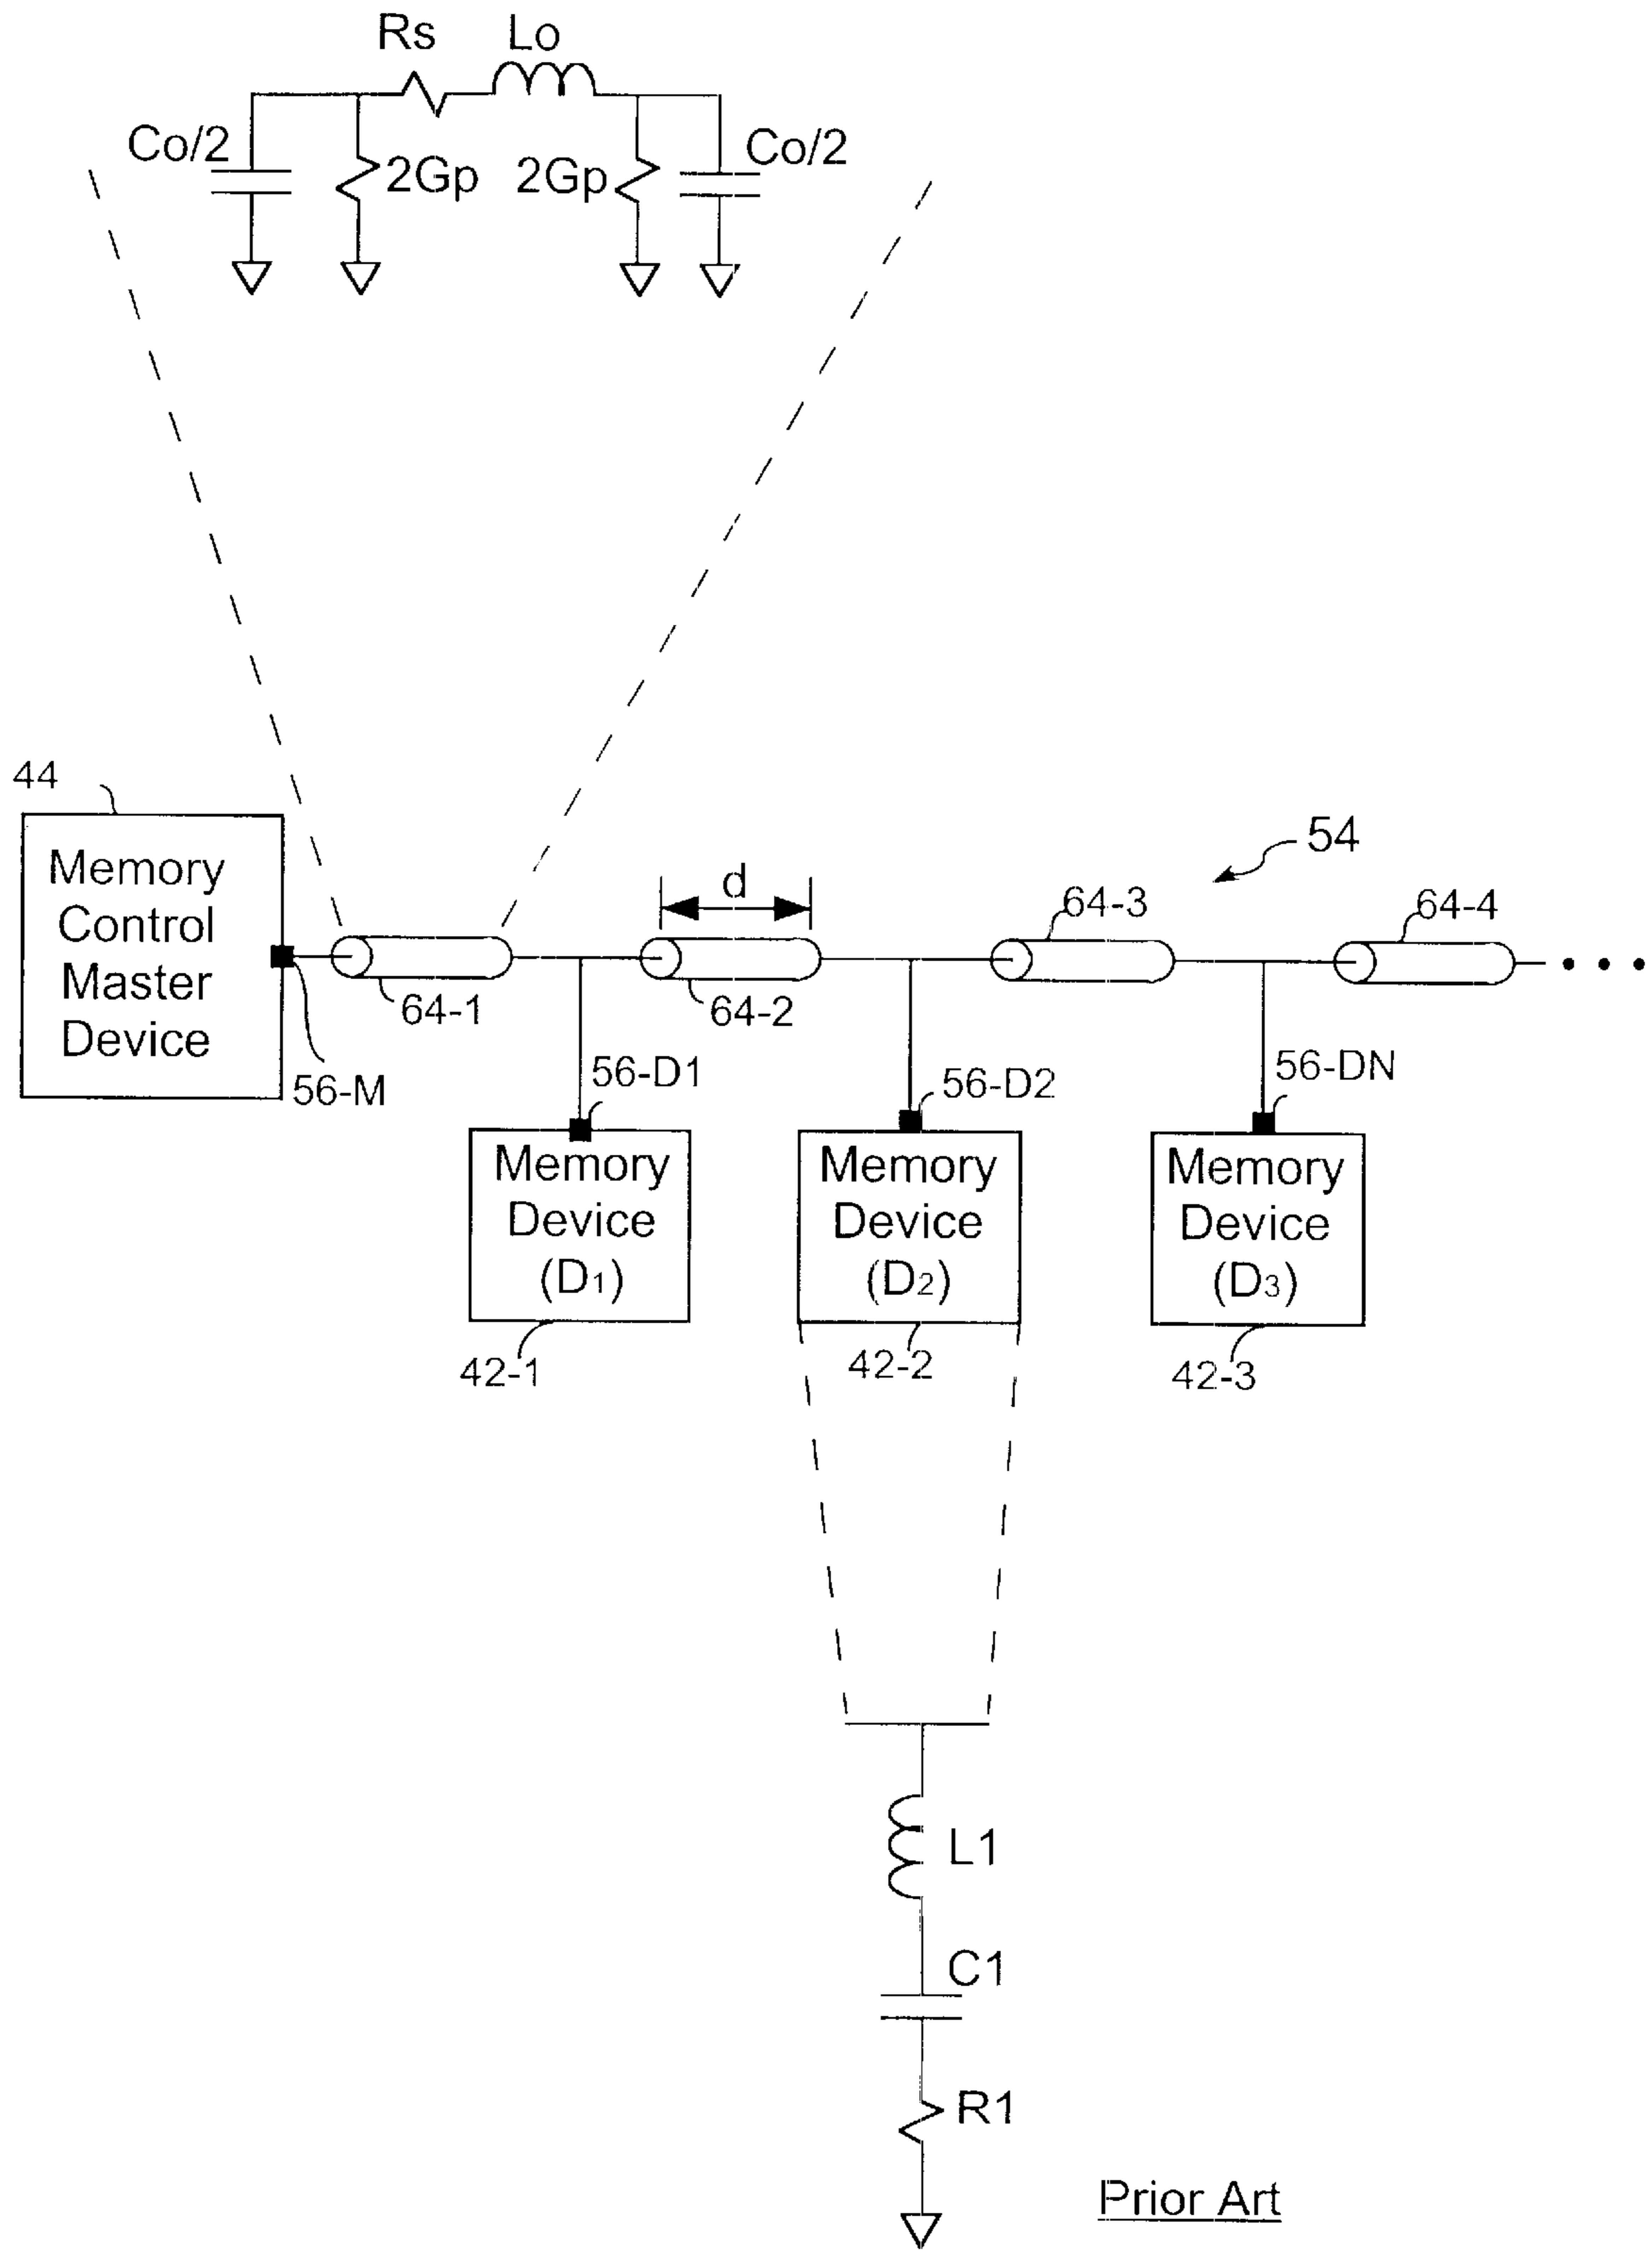 Rs Lo
Co/2 2Gp 2Gp Co/2
44
54
Memory
Control
Master
Device
d
64-3
64-4
64-1
64-2
56-M
56-D1
56-D2
56-DN
Memory
Device
(D1)
Memory
Device
(D2)
Memory
Device
(D3)
42-1
42-2
42-3
L1
C1
R1
Prior Art